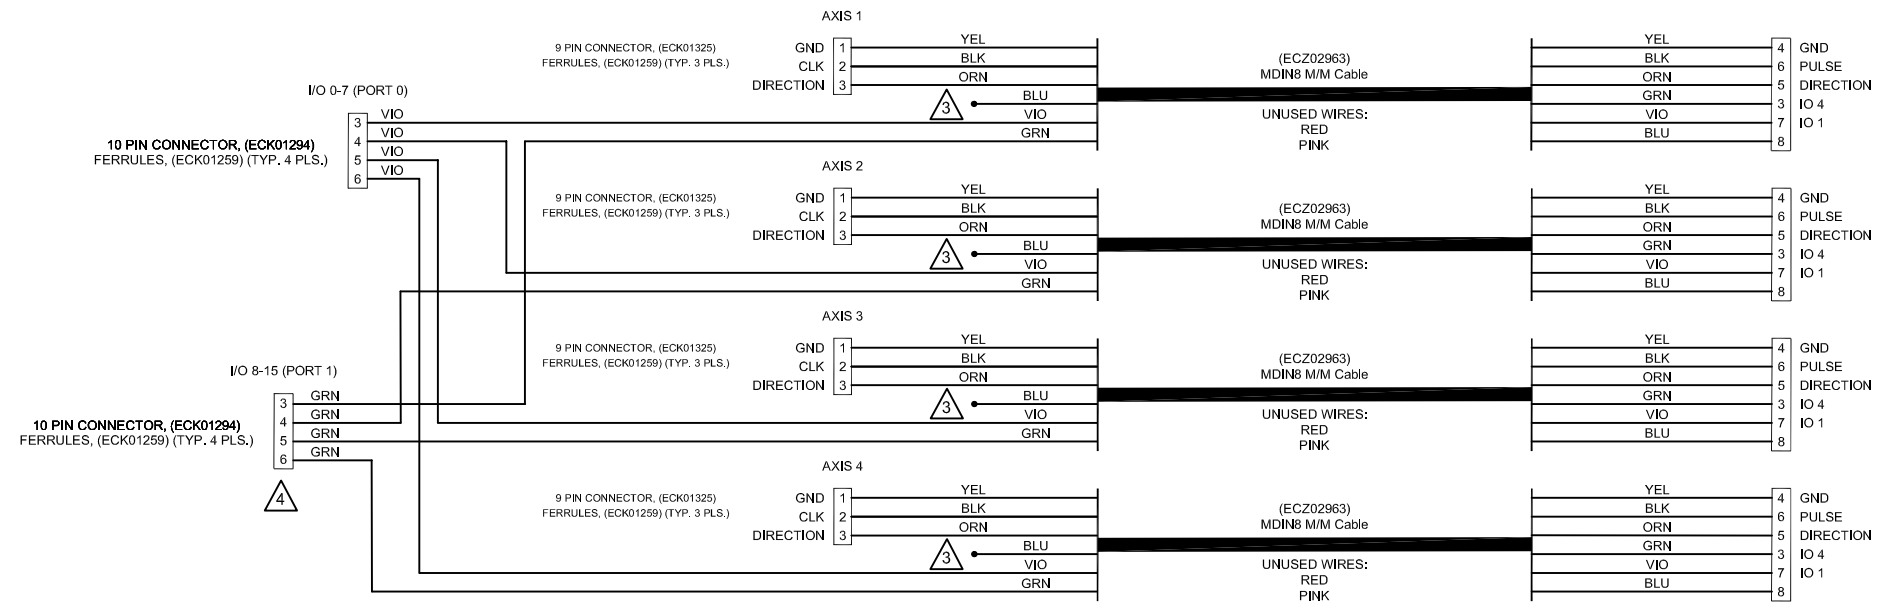 I/O 0-7 (PORT 0)
10 PIN CONNECTOR, (ECK01294)
FERRULES, (ECK01259) (TYP. 4 PLS.)
3 VIO
4 VIO
5 VIO
6 VIO
I/O 8-15 (PORT 1)
10 PIN CONNECTOR, (ECK01294)
FERRULES, (ECK01259) (TYP. 4 PLS.)
3 GRN
4 GRN
5 GRN
6 GRN
4
AXIS 1
9 PIN CONNECTOR, (ECK01325)
FERRULES, (ECK01259) (TYP. 3 PLS.)
GND 1 YEL
CLK 2 BLK
DIRECTION 3 ORN
3 BLU
VIO
GRN
(ECZ02963)
MDIN8 M/M Cable
UNUSED WIRES:
RED
PINK
YEL 4 GND
BLK 6 PULSE
ORN 5 DIRECTION
GRN 3 IO 4
VIO 7 IO 1
BLU 8
AXIS 2
9 PIN CONNECTOR, (ECK01325)
FERRULES, (ECK01259) (TYP. 3 PLS.)
GND 1 YEL
CLK 2 BLK
DIRECTION 3 ORN
3 BLU
VIO
GRN
(ECZ02963)
MDIN8 M/M Cable
UNUSED WIRES:
RED
PINK
YEL 4 GND
BLK 6 PULSE
ORN 5 DIRECTION
GRN 3 IO 4
VIO 7 IO 1
BLU 8
AXIS 3
9 PIN CONNECTOR, (ECK01325)
FERRULES, (ECK01259) (TYP. 3 PLS.)
GND 1 YEL
CLK 2 BLK
DIRECTION 3 ORN
3 BLU
VIO
GRN
(ECZ02963)
MDIN8 M/M Cable
UNUSED WIRES:
RED
PINK
YEL 4 GND
BLK 6 PULSE
ORN 5 DIRECTION
GRN 3 IO 4
VIO 7 IO 1
BLU 8
AXIS 4
9 PIN CONNECTOR, (ECK01325)
FERRULES, (ECK01259) (TYP. 3 PLS.)
GND 1 YEL
CLK 2 BLK
DIRECTION 3 ORN
3 BLU
VIO
GRN
(ECZ02963)
MDIN8 M/M Cable
UNUSED WIRES:
RED
PINK
YEL 4 GND
BLK 6 PULSE
ORN 5 DIRECTION
GRN 3 IO 4
VIO 7 IO 1
BLU 8